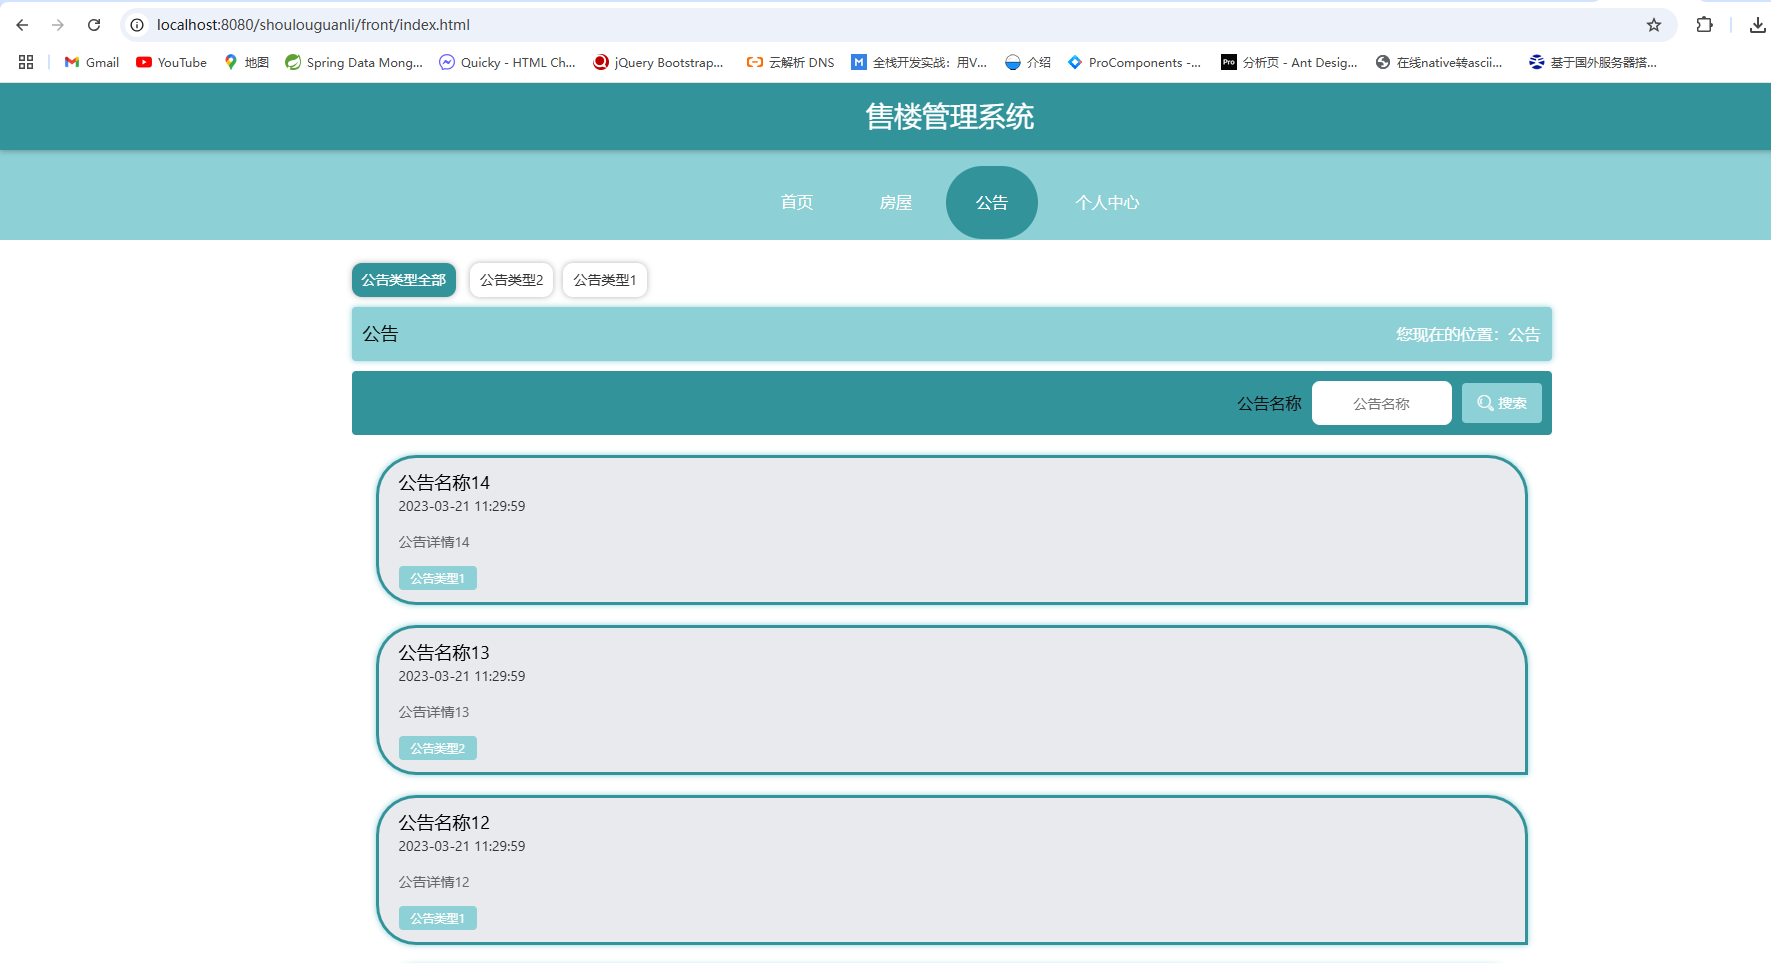 localhost:8080/shoulouguanli/front/index.html
Gmail YouTube 地图 Spring Data Mong... Quicky - HTML Ch... jQuery Bootstrap... 云解析 DNS 全栈开发实战：用V... 介绍 ProComponents -... Pro 分析页 - Ant Desig... 在线native转ascii... 基于国外服务器搭...
售楼管理系统
首页 房屋 公告 个人中心
公告类型全部 公告类型2 公告类型1
公告 您现在的位置：公告
公告名称 公告名称 搜索
公告名称14
2023-03-21 11:29:59
公告详情14
公告类型1
公告名称13
2023-03-21 11:29:59
公告详情13
公告类型2
公告名称12
2023-03-21 11:29:59
公告详情12
公告类型1